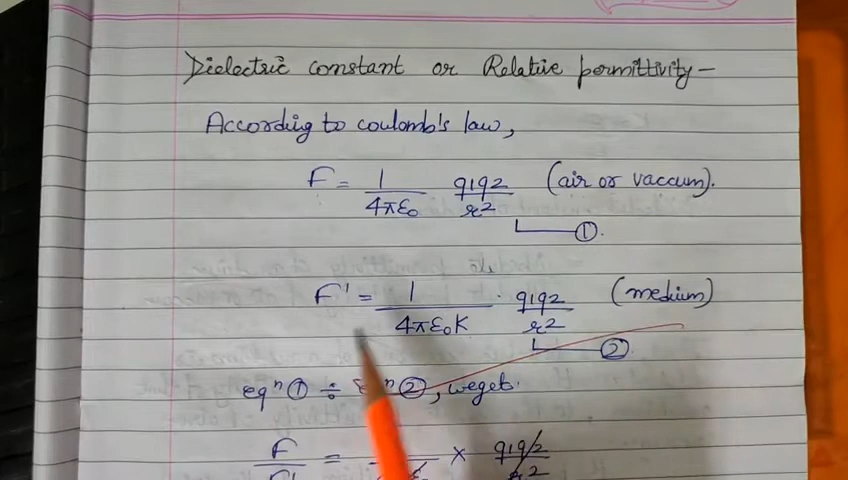 Dielectric constant or Relative permittivity-
According to coulomb's law,
F = 1/4πε₀ q1q2/r² (air or vaccum).
①.
F' = 1/4πε₀K · q1q2/r² (medium)
②
eqⁿ ① ÷ eqⁿ ②, we get.
F/F' = × q1q2/r²